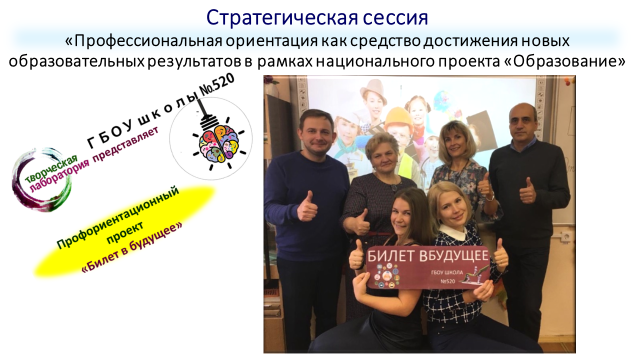 Стратегическая сессия
«Профессиональная ориентация как средство достижения новых
образовательных результатов в рамках национального проекта «Образование»
ГБОУ школы №520
творческая
лаборатория представляет
Профориентационный
проект
«Билет в будущее»
БИЛЕТ ВБУДУЩЕЕ
ГБОУ ШКОЛА
№520